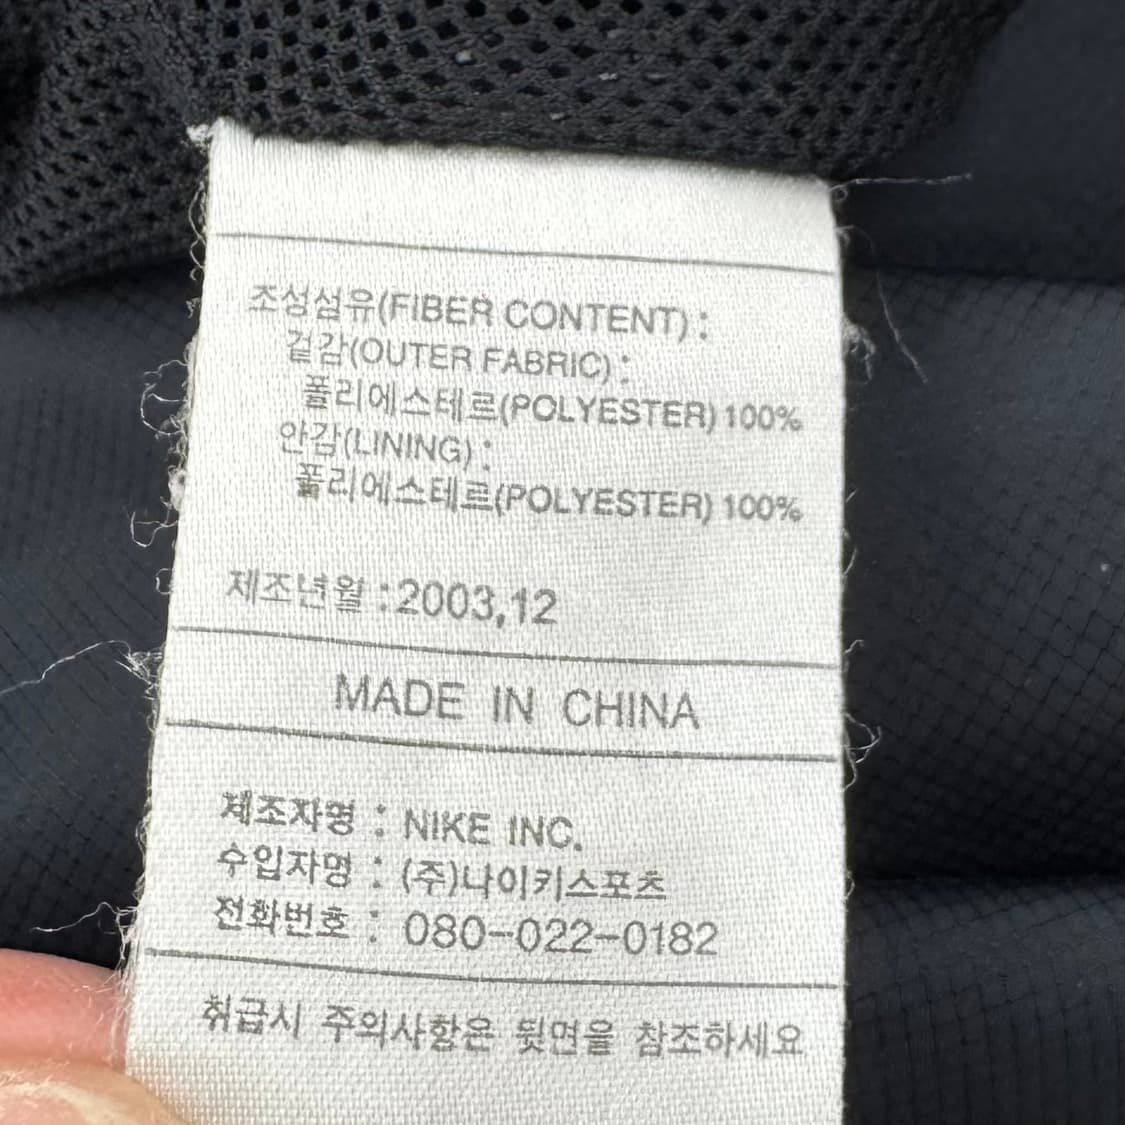 조성섬유(FIBER CONTENT) :
겉감(OUTER FABRIC) :
폴리에스테르(POLYESTER) 100%
안감(LINING) :
폴리에스테르(POLYESTER) 100%
제조년월 : 2003,12
MADE IN CHINA
제조자명 : NIKE INC.
수입자명 : (주)나이키스포츠
전화번호 : 080-022-0182
취급시 주의사항은 뒷면을 참조하세요